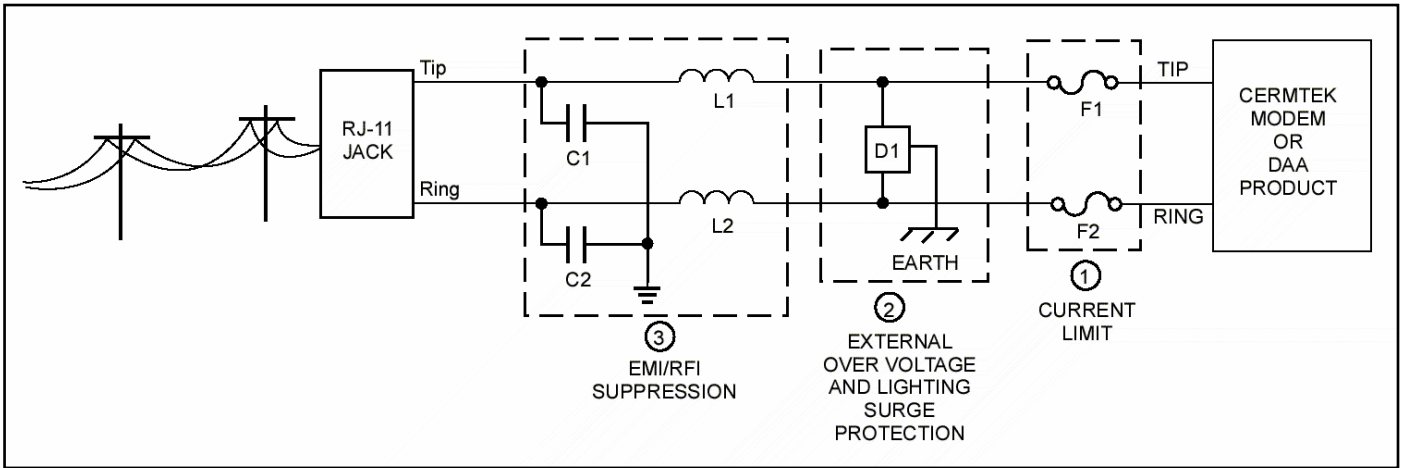 RJ-11
JACK
Tip
Ring
C1
C2
L1
L2
3
EMI/RFI
SUPPRESSION
D1
EARTH
2
EXTERNAL
OVER VOLTAGE
AND LIGHTING
SURGE
PROTECTION
F1
F2
1
CURRENT
LIMIT
TIP
RING
CERMTEK
MODEM
OR
DAA
PRODUCT